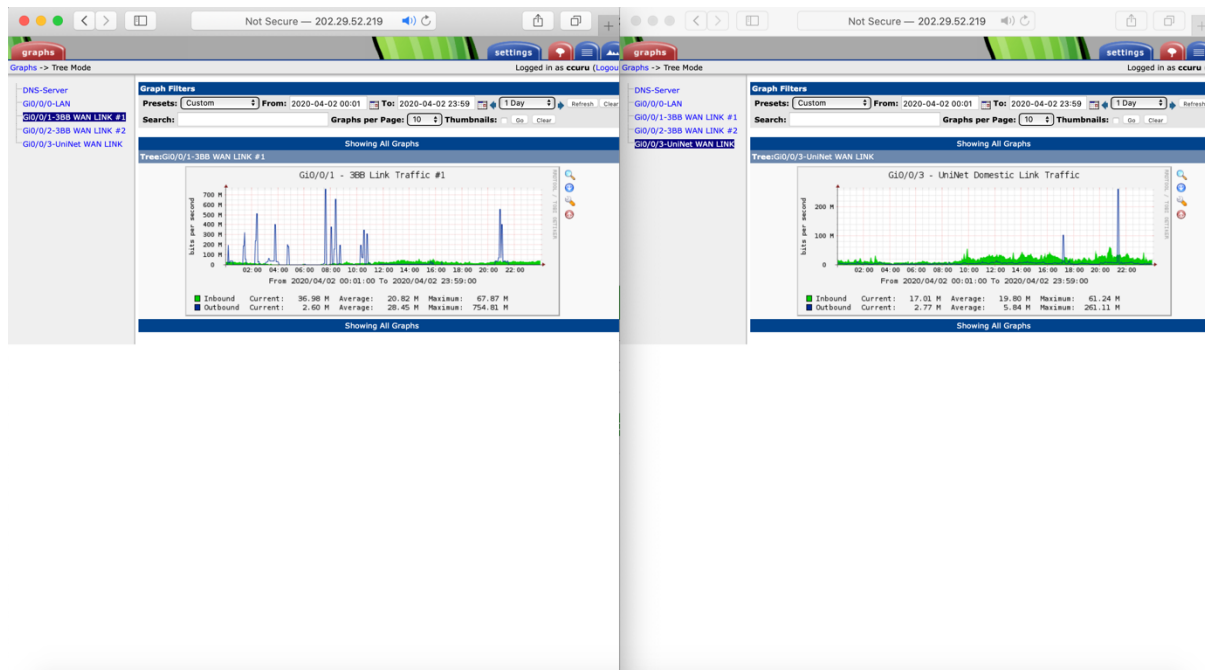 Not Secure — 202.29.52.219
graphs
settings
Graphs -> Tree Mode
Logged in as ccuru (Logou
DNS-Server
Gi0/0/0-LAN
Gi0/0/1-3BB WAN LINK #1
Gi0/0/2-3BB WAN LINK #2
Gi0/0/3-UniNet WAN LINK
Graph Filters
Presets: Custom From: 2020-04-02 00:01 To: 2020-04-02 23:59 1 Day Refresh Clear
Search: Graphs per Page: 10 Thumbnails: Go Clear
Showing All Graphs
Tree:Gi0/0/1-3BB WAN LINK #1
Gi0/0/1 - 3BB Link Traffic #1
RRDTOOL / TOBI OETIKER
bits per second
700 M
600 M
500 M
400 M
300 M
200 M
100 M
0
02:00 04:00 06:00 08:00 10:00 12:00 14:00 16:00 18:00 20:00 22:00
From 2020/04/02 00:01:00 To 2020/04/02 23:59:00
Inbound Current: 36.98 M Average: 20.82 M Maximum: 67.87 M
Outbound Current: 2.60 M Average: 28.45 M Maximum: 754.81 M
Showing All Graphs
Not Secure — 202.29.52.219
graphs
settings
Graphs -> Tree Mode
Logged in as ccuru
DNS-Server
Gi0/0/0-LAN
Gi0/0/1-3BB WAN LINK #1
Gi0/0/2-3BB WAN LINK #2
Gi0/0/3-UniNet WAN LINK
Graph Filters
Presets: Custom From: 2020-04-02 00:01 To: 2020-04-02 23:59 1 Day Refresh
Search: Graphs per Page: 10 Thumbnails: Go Clear
Showing All Graphs
Tree:Gi0/0/3-UniNet WAN LINK
Gi0/0/3 - UniNet Domestic Link Traffic
RRDTOOL / TOBI OETIKER
bits per second
200 M
100 M
0
02:00 04:00 06:00 08:00 10:00 12:00 14:00 16:00 18:00 20:00 22:00
From 2020/04/02 00:01:00 To 2020/04/02 23:59:00
Inbound Current: 17.01 M Average: 19.80 M Maximum: 61.24 M
Outbound Current: 2.77 M Average: 5.84 M Maximum: 261.11 M
Showing All Graphs